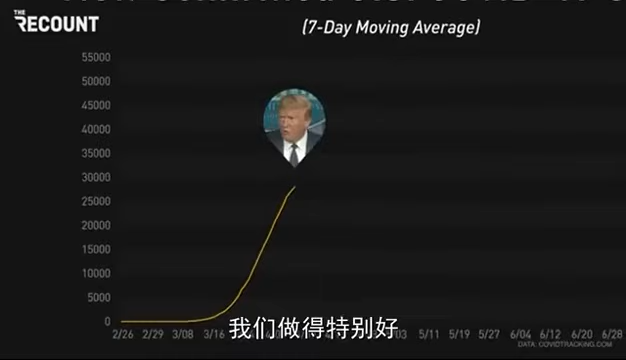 THE
RECOUNT
(7-Day Moving Average)
55000
50000
45000
40000
35000
30000
25000
20000
15000
10000
5000
0
2/26 2/29 3/08 3/16 5/11 5/19 5/27 6/04 6/12 6/20 6/28
我们做得特别好
DATA: COVIDTRACKING.COM